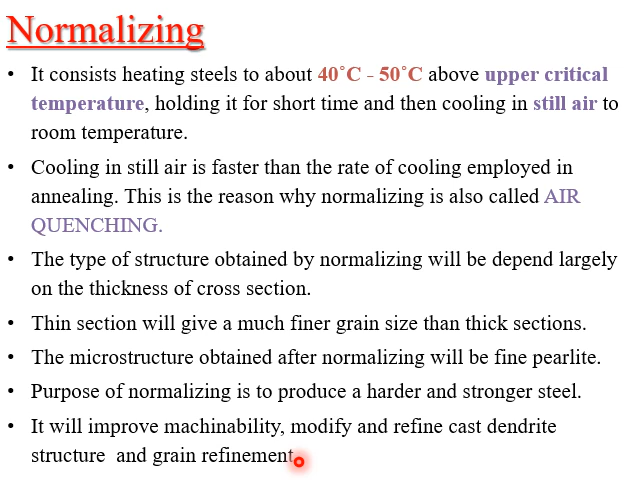 Normalizing
• It consists heating steels to about 40˚C - 50˚C above upper critical
temperature, holding it for short time and then cooling in still air to
room temperature.
• Cooling in still air is faster than the rate of cooling employed in
annealing. This is the reason why normalizing is also called AIR
QUENCHING.
• The type of structure obtained by normalizing will be depend largely
on the thickness of cross section.
• Thin section will give a much finer grain size than thick sections.
• The microstructure obtained after normalizing will be fine pearlite.
• Purpose of normalizing is to produce a harder and stronger steel.
• It will improve machinability, modify and refine cast dendrite
structure  and grain refinement